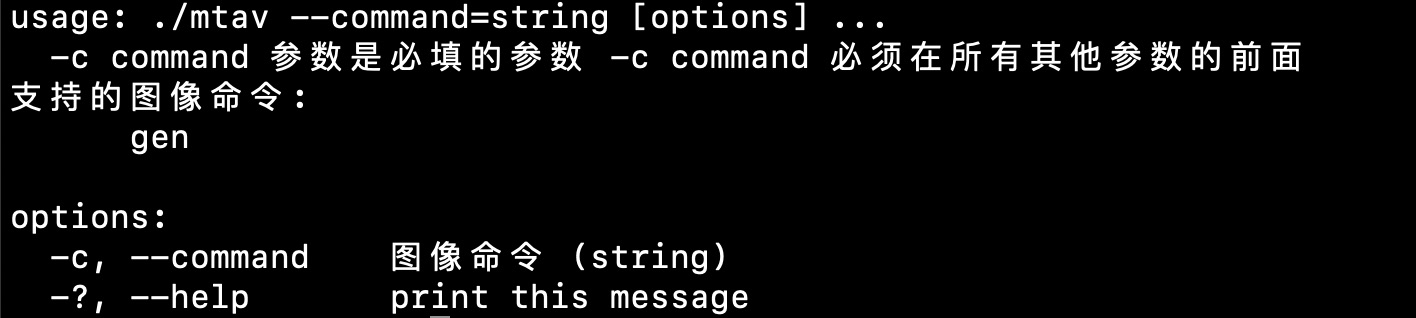 usage: ./mtav --command=string [options] ...
-c command 参数是必填的参数 -c command 必须在所有其他参数的前面
支持的图像命令:
gen
options:
-c, --command 图像命令 (string)
-?, --help print this message